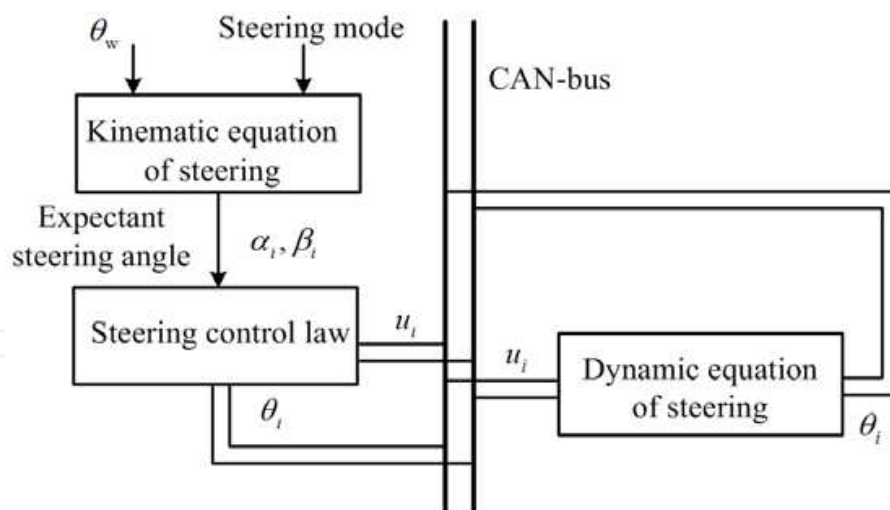 θw
Steering mode
CAN-bus
Kinematic equation
of steering
Expectant
steering angle
αi, βi
Steering control law
ui
ui
Dynamic equation
of steering
θi
θi